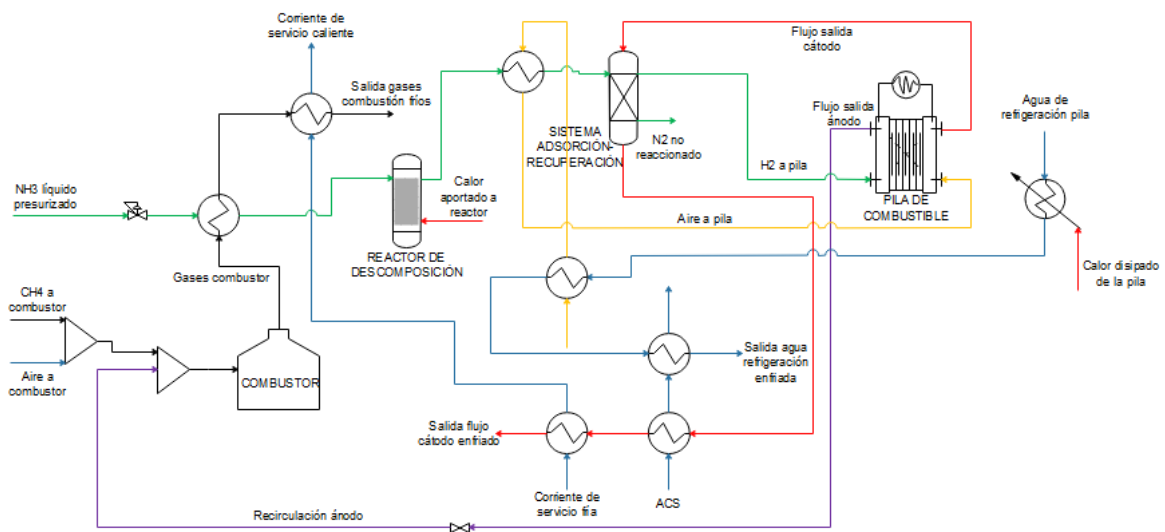 Corriente de
servicio caliente
Salida gases
combustión fríos
Flujo salida
cátodo
Flujo salida
ánodo
Agua de
refrigeración pila
SISTEMA
ADSORCIÓN-
RECUPERACIÓN
N2 no
reaccionado
H2 a pila
NH3 líquido
presurizado
Calor
aportado a
reactor
PILA DE
COMBUSTIBLE
Aire a pila
REACTOR DE
DESCOMPOSICIÓN
Gases combustor
Calor disipado
de la pila
CH4 a
combustor
Aire a
combustor
COMBUSTOR
Salida agua
refrigeración
enfriada
Salida flujo
cátodo enfriado
Corriente de
servicio fría
ACS
Recirculación ánodo